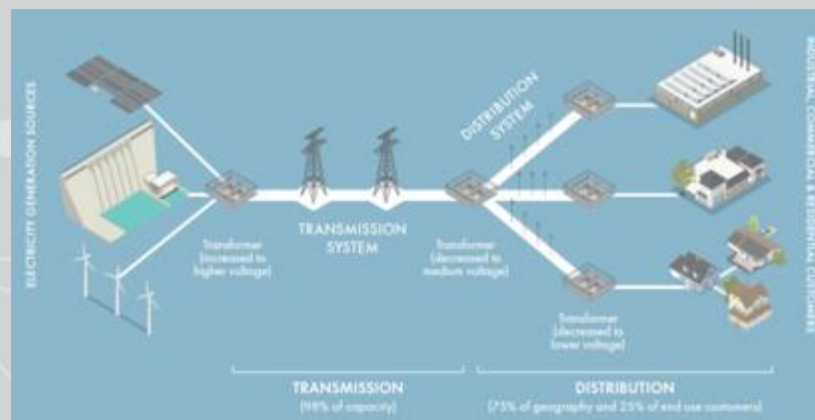 ELECTRICITY GENERATION SOURCES
DISTRIBUTION
SYSTEM
INDUSTRIAL, COMMERCIAL & RESIDENTIAL CUSTOMERS
TRANSMISSION
SYSTEM
Transformer
(increased to
higher voltage)
Transformer
(decreased to
medium voltage)
Transformer
(decreased to
lower voltage)
TRANSMISSION
(98% of capacity)
DISTRIBUTION
(75% of geography and 25% of end use customers)